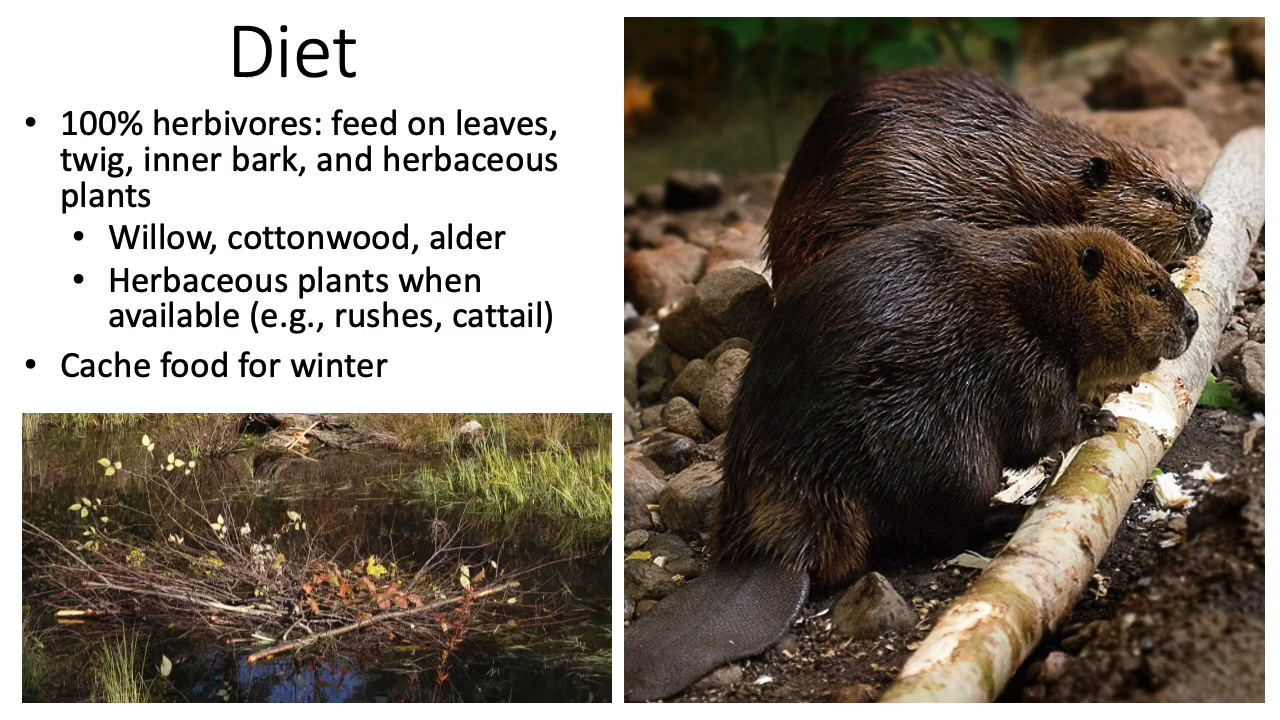 Diet
• 100% herbivores: feed on leaves,
twig, inner bark, and herbaceous
plants
• Willow, cottonwood, alder
• Herbaceous plants when
available (e.g., rushes, cattail)
• Cache food for winter